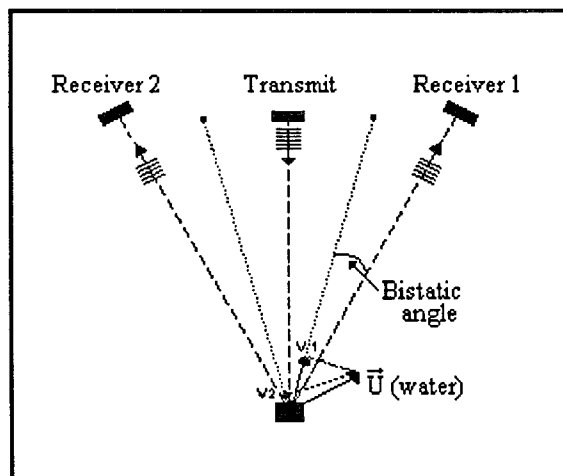 Receiver 2
Transmit
Receiver 1
Bistatic
angle
V1
V2
U (water)